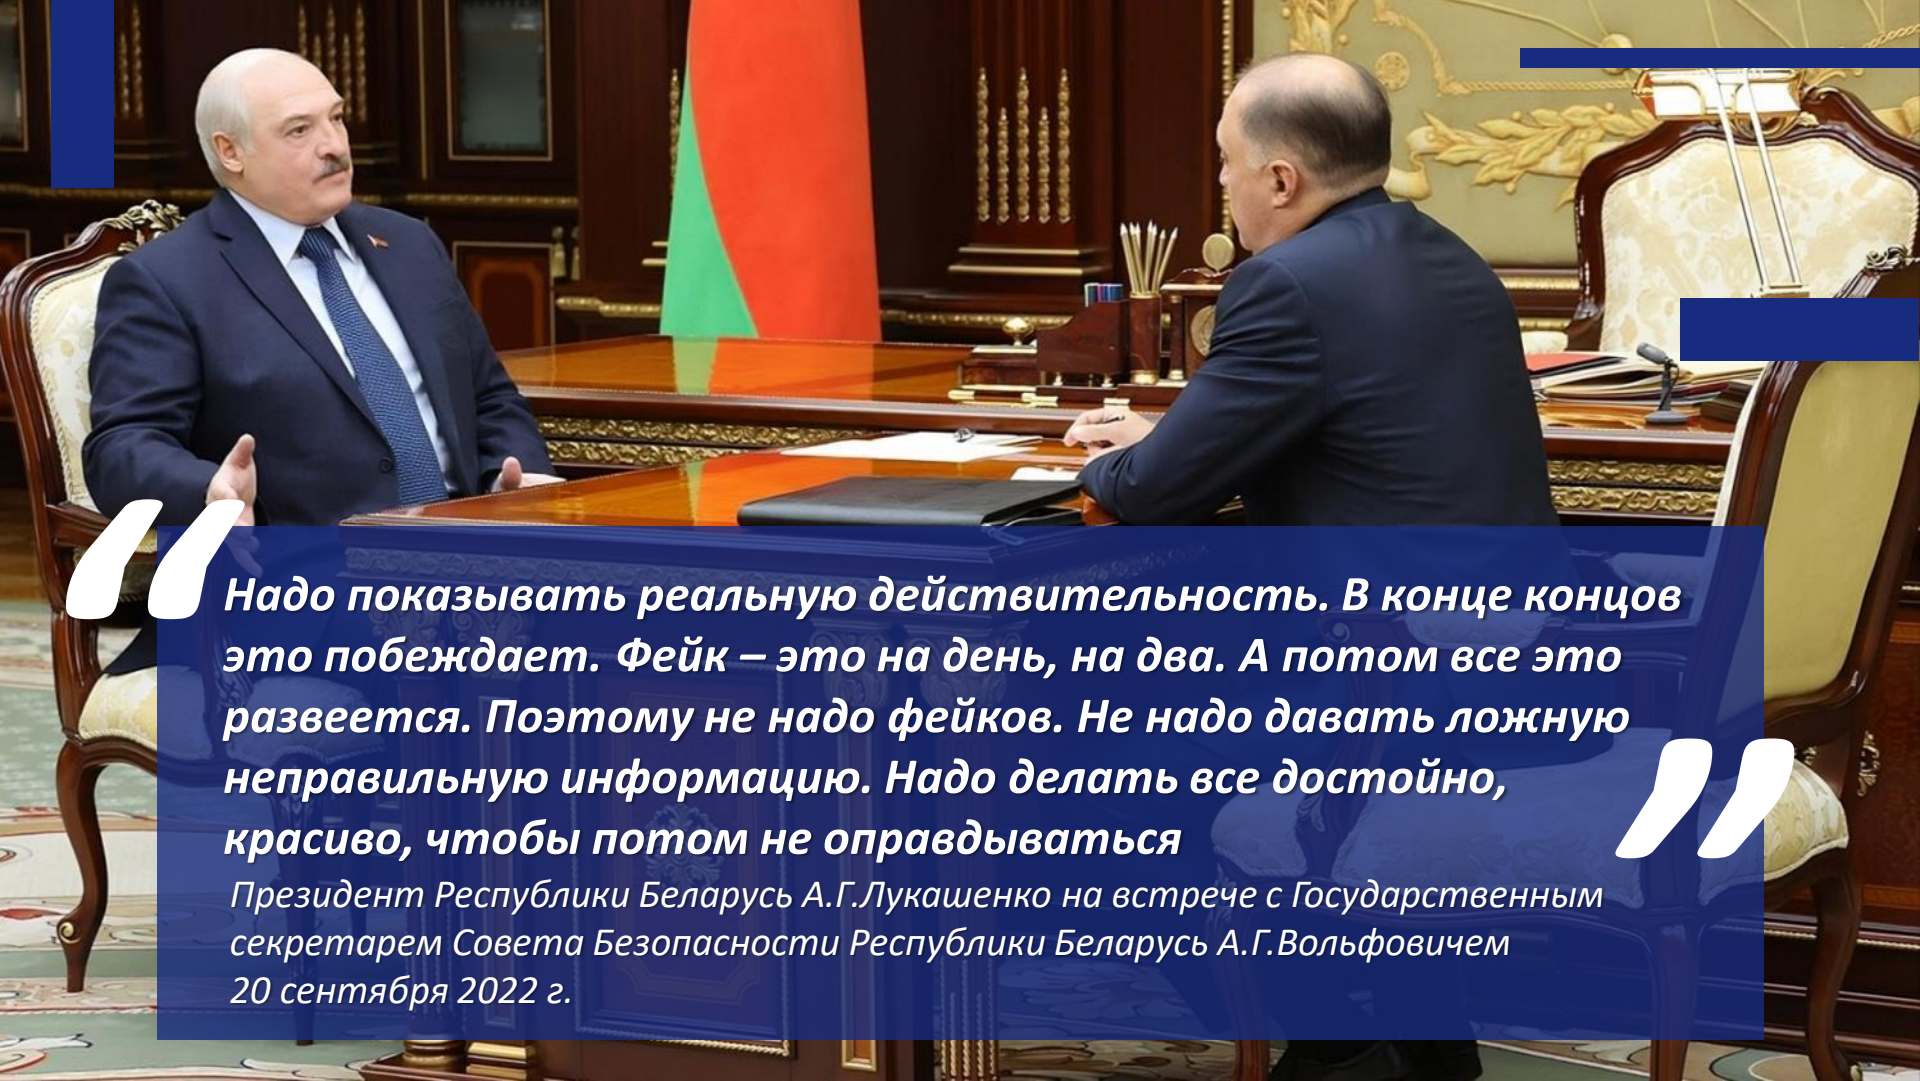 “
Надо показывать реальную действительность. В конце концов
это побеждает. Фейк – это на день, на два. А потом все это
развеется. Поэтому не надо фейков. Не надо давать ложную
неправильную информацию. Надо делать все достойно,
красиво, чтобы потом не оправдываться
”
Президент Республики Беларусь А.Г.Лукашенко на встрече с Государственным
секретарем Совета Безопасности Республики Беларусь А.Г.Вольфовичем
20 сентября 2022 г.